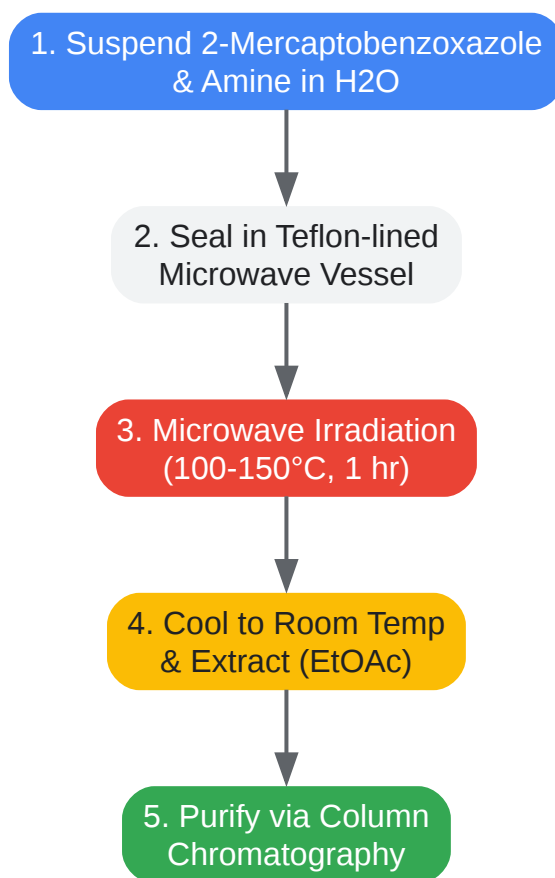 1. Suspend 2-Mercaptobenzoxazole
& Amine in H2O
2. Seal in Teflon-lined
Microwave Vessel
3. Microwave Irradiation
(100-150°C, 1 hr)
4. Cool to Room Temp
& Extract (EtOAc)
5. Purify via Column
Chromatography